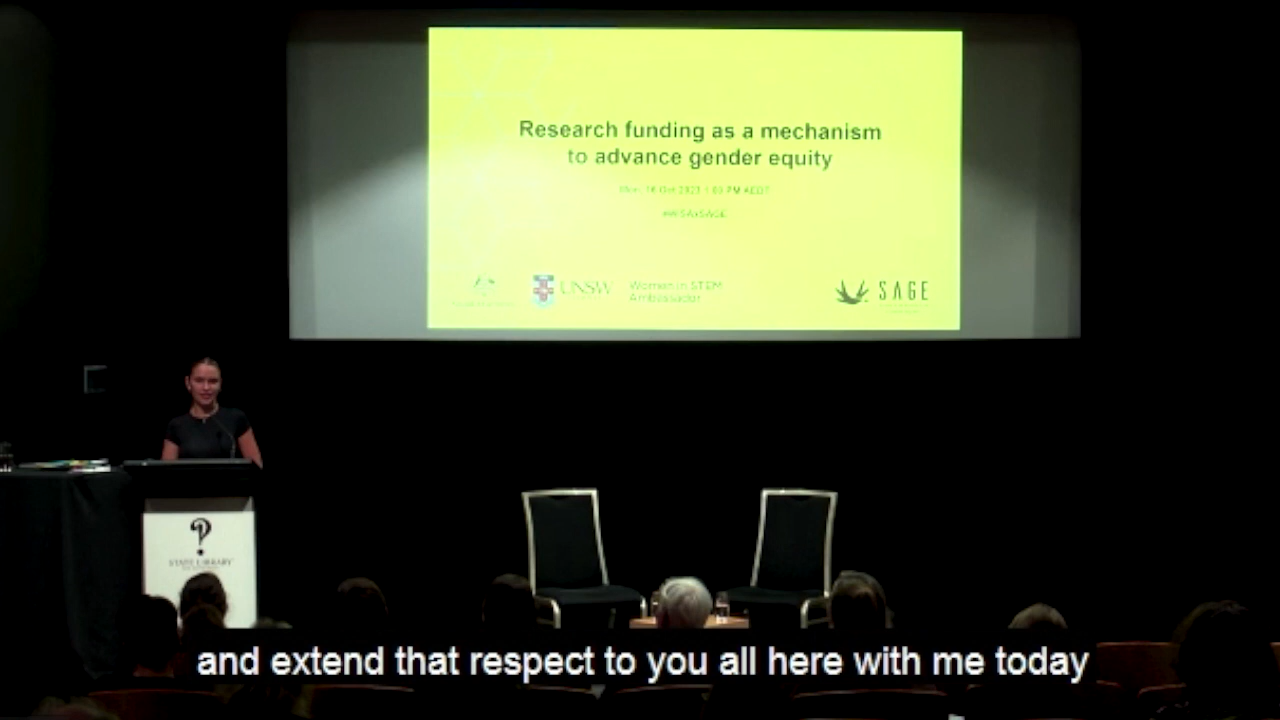 Research funding as a mechanism
to advance gender equity
UNSW
Women in STEM
Ambassador
SAGE
STATE LIBRARY
and extend that respect to you all here with me today